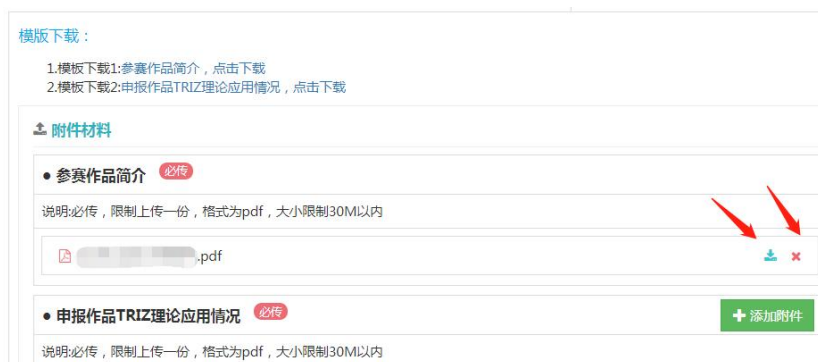 模版下载：
1.模板下载1:参赛作品简介，点击下载
2.模板下载2:申报作品TRIZ理论应用情况，点击下载
附件材料
参赛作品简介 必传
说明:必传，限制上传一份，格式为pdf，大小限制30M以内
.pdf
申报作品TRIZ理论应用情况 必传 添加附件
说明:必传，限制上传一份，格式为pdf，大小限制30M以内